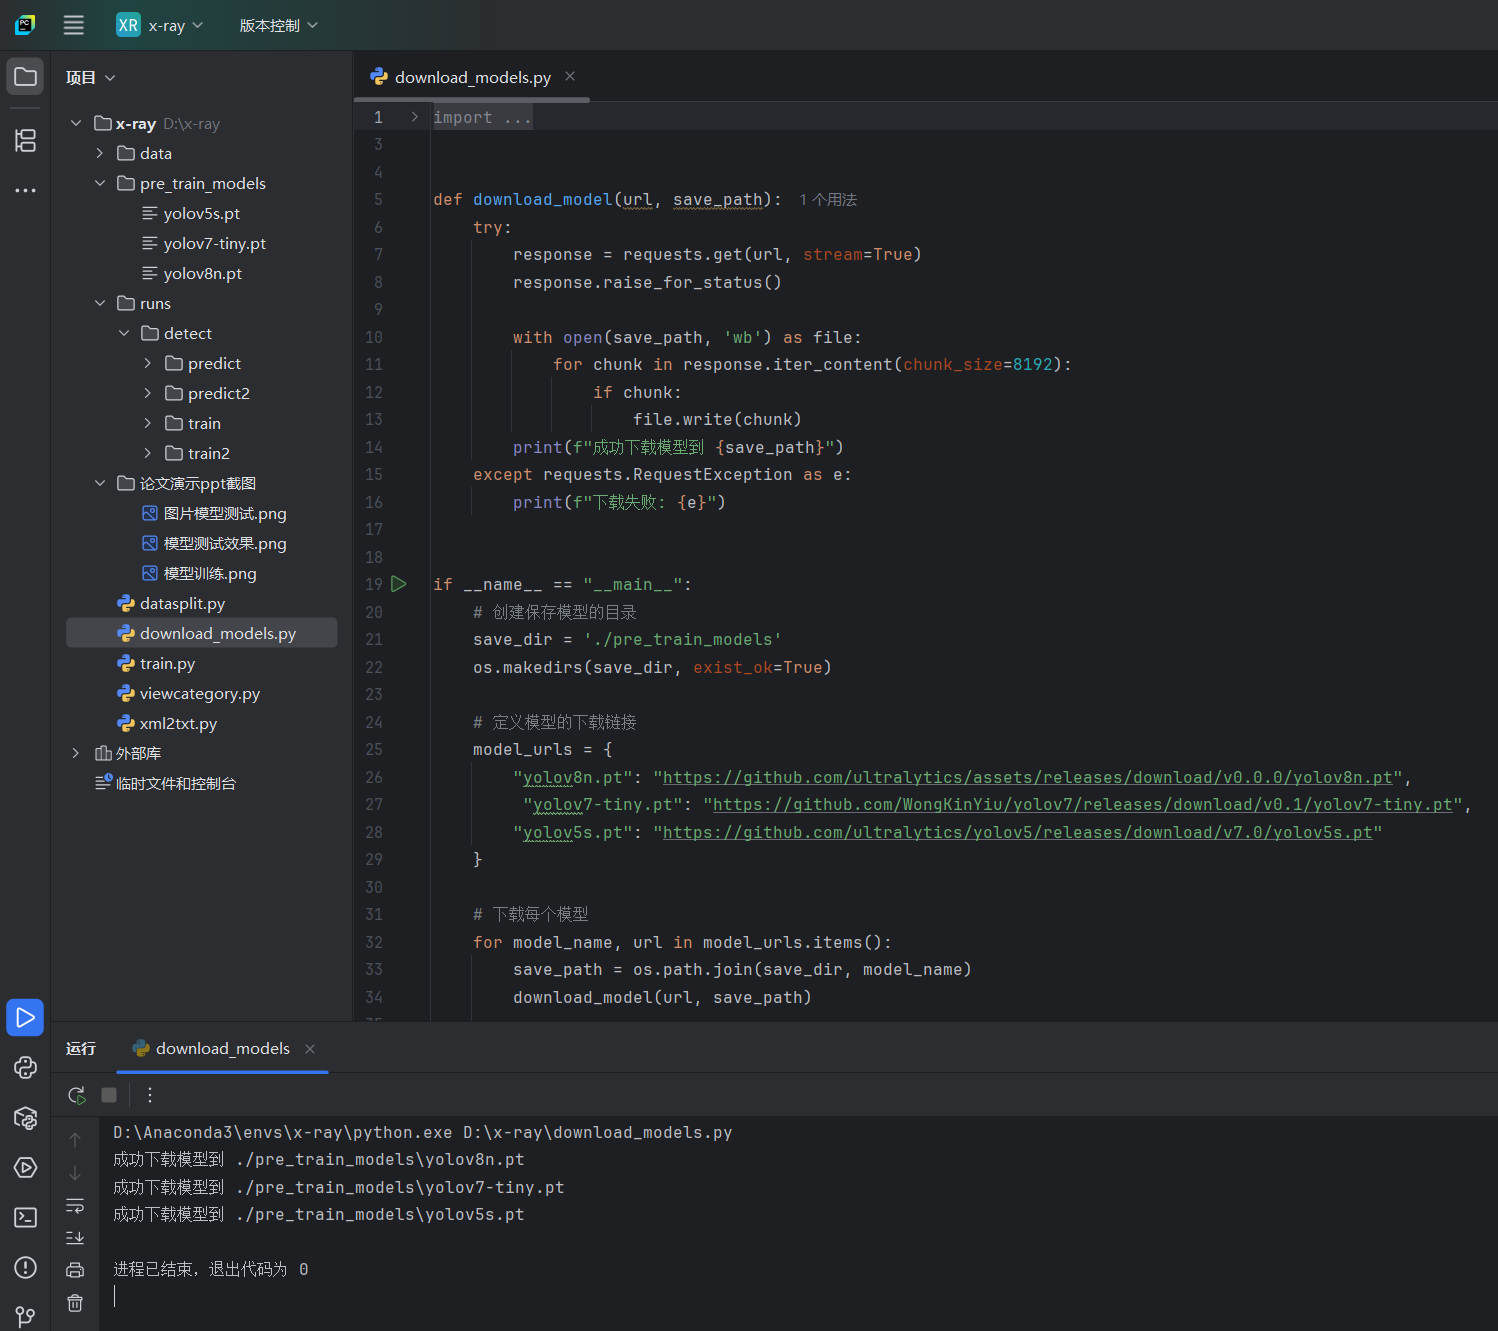 XR x-ray 版本控制
项目
x-ray D:\x-ray
data
pre_train_models
yolov5s.pt
yolov7-tiny.pt
yolov8n.pt
runs
detect
predict
predict2
train
train2
论文演示ppt截图
图片模型测试.png
模型测试效果.png
模型训练.png
datasplit.py
download_models.py
train.py
viewcategory.py
xml2txt.py
外部库
临时文件和控制台
download_models.py
1 import ...
3
4
5 def download_model(url, save_path): 1 个用法
6 try:
7 response = requests.get(url, stream=True)
8 response.raise_for_status()
9
10 with open(save_path, 'wb') as file:
11 for chunk in response.iter_content(chunk_size=8192):
12 if chunk:
13 file.write(chunk)
14 print(f"成功下载模型到 {save_path}")
15 except requests.RequestException as e:
16 print(f"下载失败: {e}")
17
18
19 if __name__ == "__main__":
20 # 创建保存模型的目录
21 save_dir = './pre_train_models'
22 os.makedirs(save_dir, exist_ok=True)
23
24 # 定义模型的下载链接
25 model_urls = {
26 "yolov8n.pt": "https://github.com/ultralytics/assets/releases/download/v0.0.0/yolov8n.pt",
27 "yolov7-tiny.pt": "https://github.com/WongKinYiu/yolov7/releases/download/v0.1/yolov7-tiny.pt",
28 "yolov5s.pt": "https://github.com/ultralytics/yolov5/releases/download/v7.0/yolov5s.pt"
29 }
30
31 # 下载每个模型
32 for model_name, url in model_urls.items():
33 save_path = os.path.join(save_dir, model_name)
34 download_model(url, save_path)
运行 download_models
D:\Anaconda3\envs\x-ray\python.exe D:\x-ray\download_models.py
成功下载模型到 ./pre_train_models\yolov8n.pt
成功下载模型到 ./pre_train_models\yolov7-tiny.pt
成功下载模型到 ./pre_train_models\yolov5s.pt
进程已结束，退出代码为 0